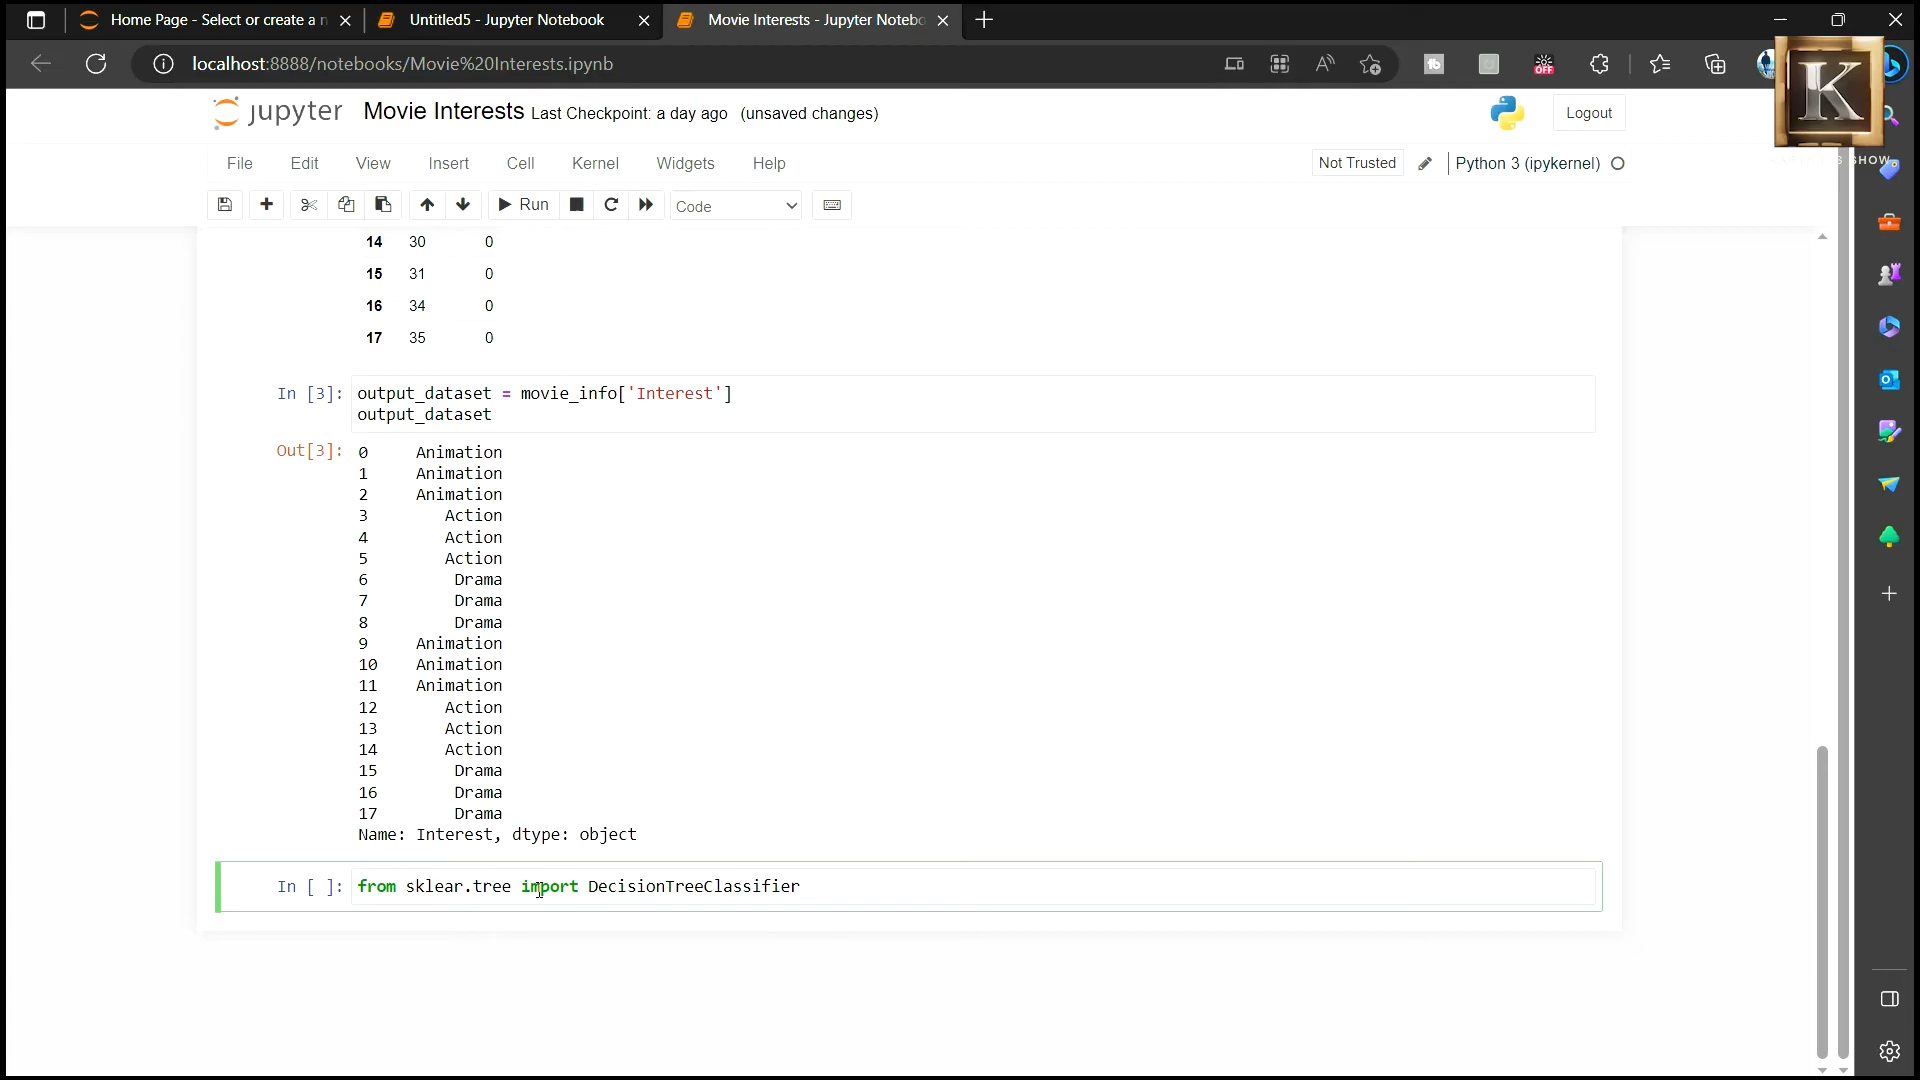 Home Page - Select or create a n
Untitled5 - Jupyter Notebook
Movie Interests - Jupyter Notebo
localhost:8888/notebooks/Movie%20Interests.ipynb
OFF
K
SHOW
jupyter Movie Interests Last Checkpoint: a day ago (unsaved changes)
Logout
File Edit View Insert Cell Kernel Widgets Help
Not Trusted
Python 3 (ipykernel)
Run
Code
14 30 0
15 31 0
16 34 0
17 35 0
In [3]: output_dataset = movie_info['Interest']
output_dataset
Out[3]: 0 Animation
1 Animation
2 Animation
3 Action
4 Action
5 Action
6 Drama
7 Drama
8 Drama
9 Animation
10 Animation
11 Animation
12 Action
13 Action
14 Action
15 Drama
16 Drama
17 Drama
Name: Interest, dtype: object
In [ ]: from sklear.tree import DecisionTreeClassifier